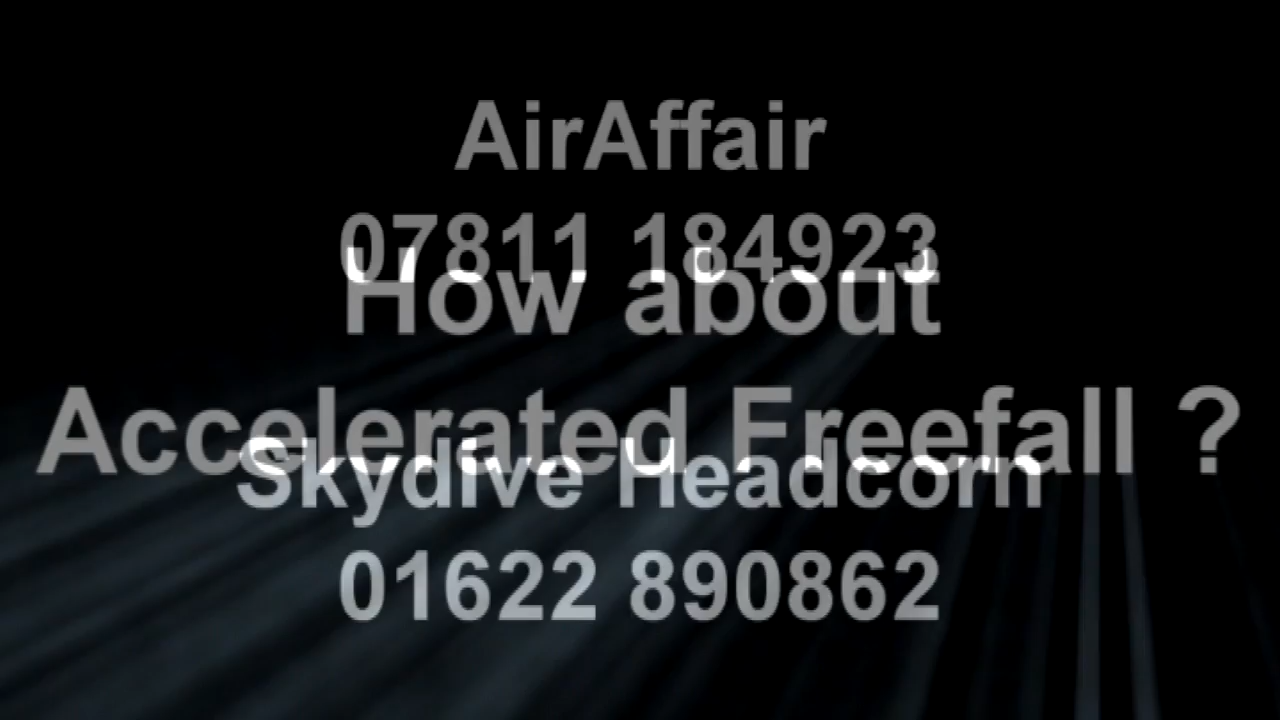 AirAffair
07811 184923
How about
Accelerated Freefall ?
Skydive Headcorn
01622 890862